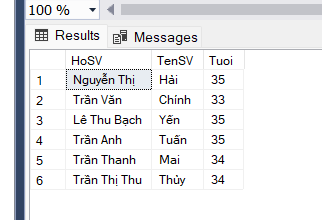 100 %
Results Messages
HoSV TenSV Tuoi
1 Nguyễn Thị Hải 35
2 Trần Văn Chính 33
3 Lê Thu Bạch Yến 35
4 Trần Anh Tuấn 35
5 Trần Thanh Mai 34
6 Trần Thị Thu Thủy 34